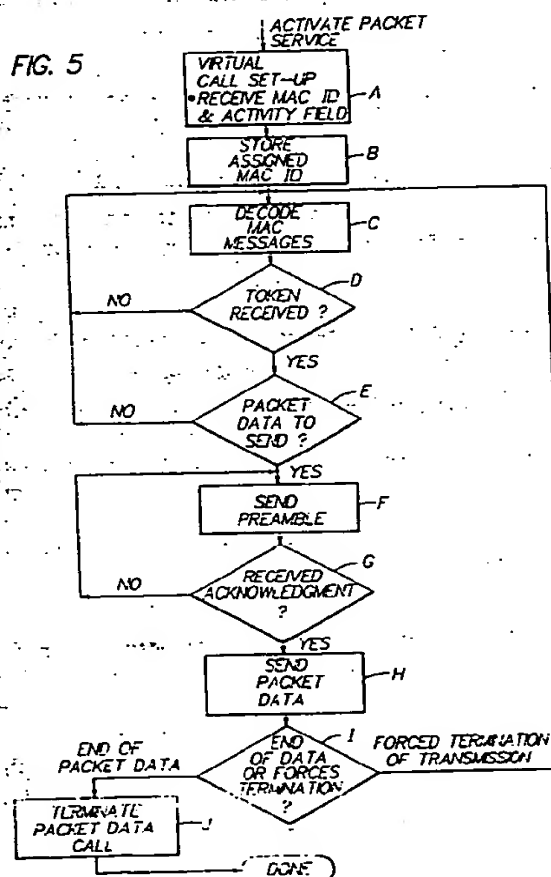 FIG. 5
ACTIVATE PACKET
SERVICE
VIRTUAL
CALL SET-UP
•RECEIVE MAC ID
& ACTIVITY FIELD
A
STORE
ASSIGNED
MAC ID
B
DECODE
MAC
MESSAGES
C
D
TOKEN
RECEIVED ?
NO
YES
E
PACKET
DATA TO
SEND ?
NO
YES
SEND
PREAMBLE
F
G
RECEIVED
ACKNOWLEDGMENT
?
NO
YES
SEND
PACKET
DATA
H
I
END
OF DATA
OR FORCES
TERMINATION
?
END OF
PACKET DATA
FORCED TERMINATION
OF TRANSMISSION
TERMINATE
PACKET DATA
CALL
J
DONE